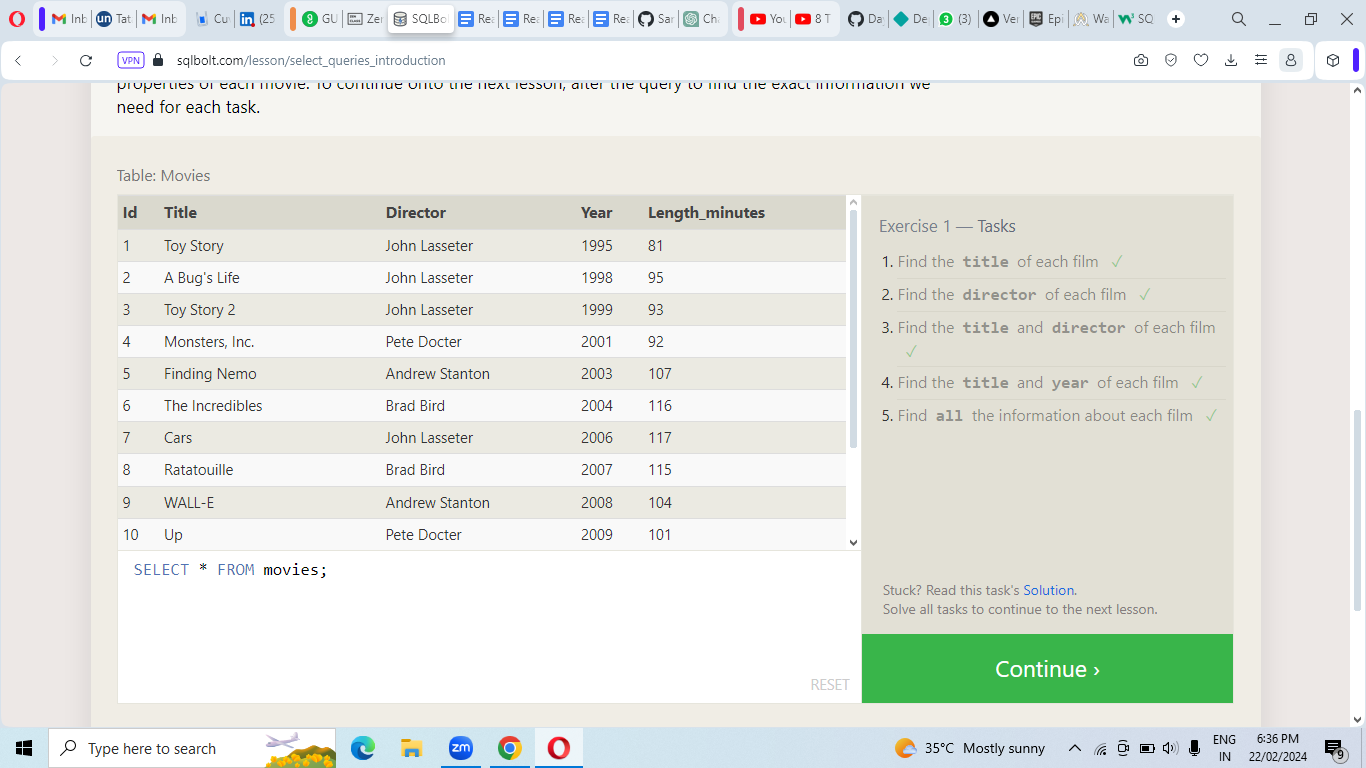 Inb
Tat
Inb
Cu
(25
GU
Zer
SQLBo
Rea
Rea
Rea
Rea
Sar
Cha
You
8 T
Da
De
(3)
Ver
Epi
Wa
SQ
VPN
sqlbolt.com/lesson/select_queries_introduction
properties of each movie. To continue onto the next lesson, alter the query to find the exact information we
need for each task.
Table: Movies
Id Title Director Year Length_minutes
1 Toy Story John Lasseter 1995 81
2 A Bug's Life John Lasseter 1998 95
3 Toy Story 2 John Lasseter 1999 93
4 Monsters, Inc. Pete Docter 2001 92
5 Finding Nemo Andrew Stanton 2003 107
6 The Incredibles Brad Bird 2004 116
7 Cars John Lasseter 2006 117
8 Ratatouille Brad Bird 2007 115
9 WALL-E Andrew Stanton 2008 104
10 Up Pete Docter 2009 101
SELECT * FROM movies;
RESET
Exercise 1 — Tasks
1. Find the title of each film ✓
2. Find the director of each film ✓
3. Find the title and director of each film
✓
4. Find the title and year of each film ✓
5. Find all the information about each film ✓
Stuck? Read this task's Solution.
Solve all tasks to continue to the next lesson.
Continue ›
Type here to search
zm
35°C Mostly sunny
ENG
IN
6:36 PM
22/02/2024
9